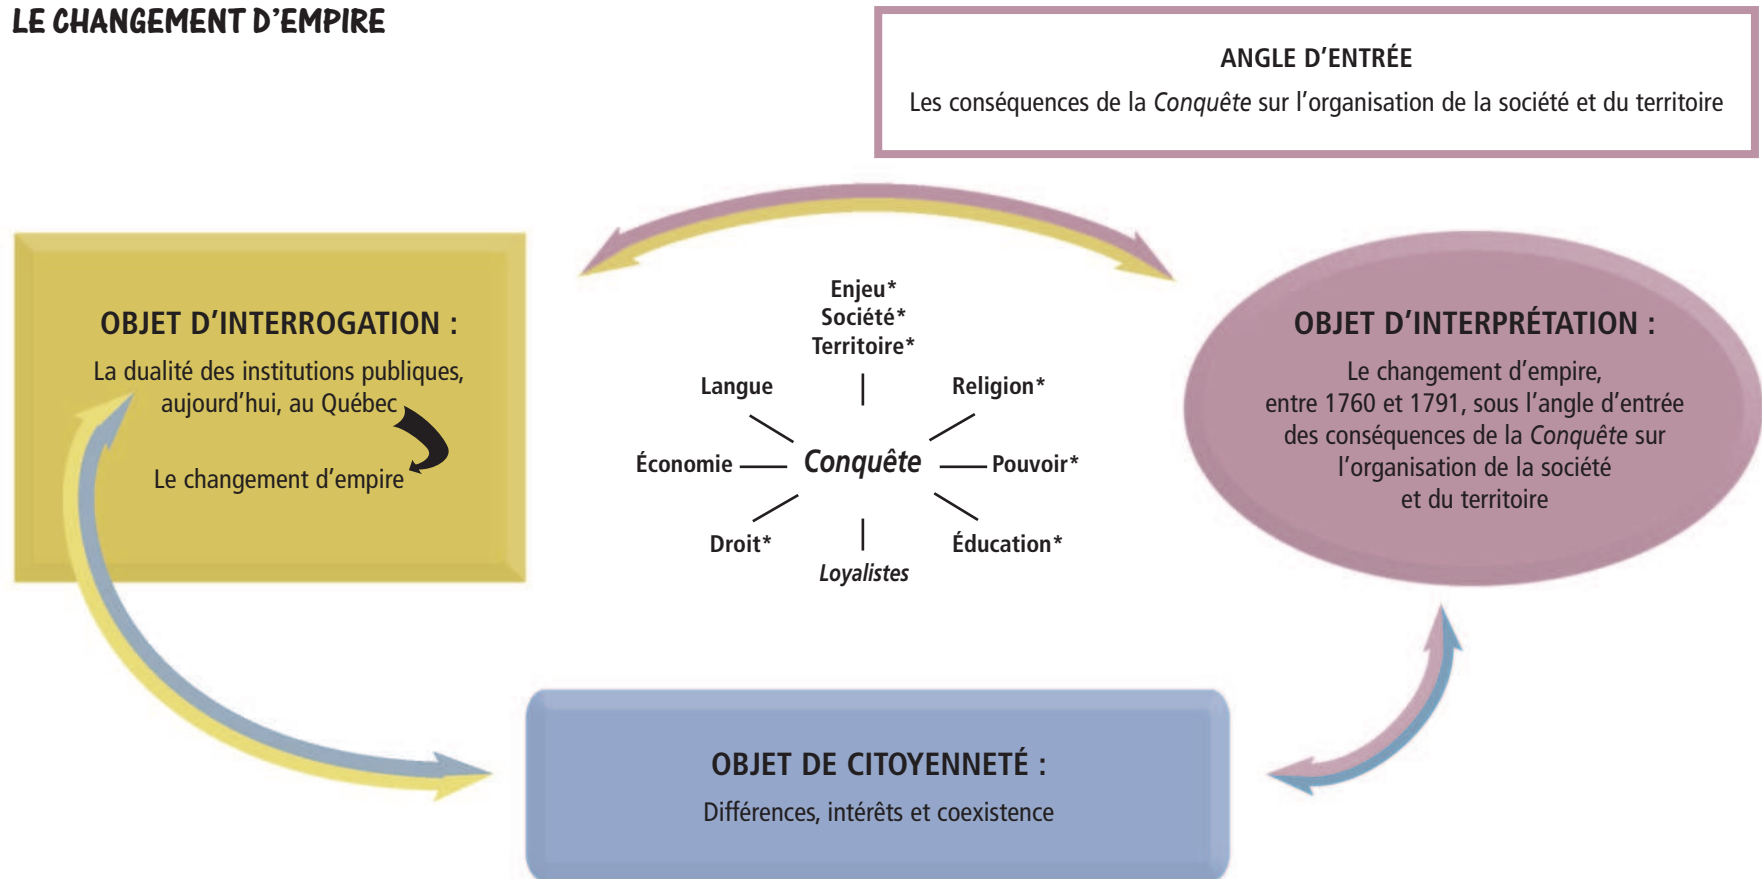 LE CHANGEMENT D'EMPIRE
ANGLE D'ENTRÉE
Les conséquences de la Conquête sur l'organisation de la société et du territoire
OBJET D'INTERROGATION :
La dualité des institutions publiques,
aujourd'hui, au Québec
Le changement d'empire
Enjeu*
Société*
Territoire*
Langue
Religion*
Économie
Conquête
Pouvoir*
Droit*
Éducation*
Loyalistes
OBJET D'INTERPRÉTATION :
Le changement d'empire,
entre 1760 et 1791, sous l'angle d'entrée
des conséquences de la Conquête sur
l'organisation de la société
et du territoire
OBJET DE CITOYENNETÉ :
Différences, intérêts et coexistence